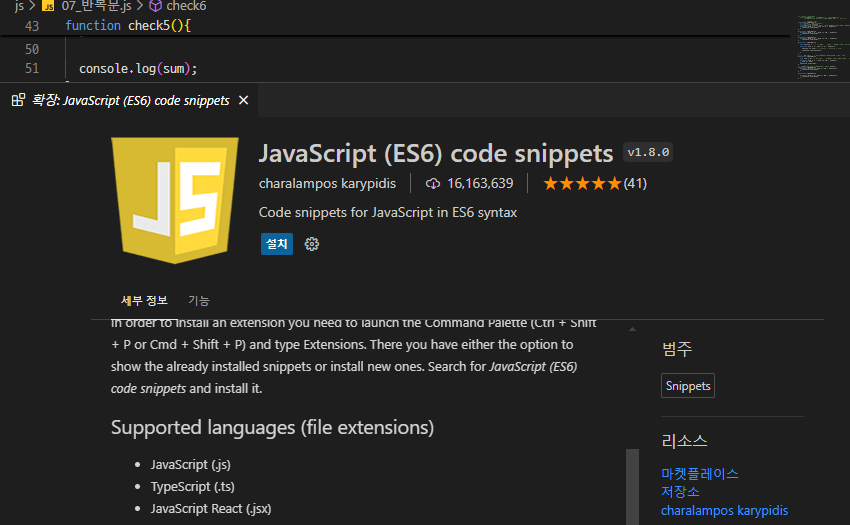 js > JS 07_반복문.js > check6
43 function check5(){
50
51 console.log(sum);
확장: JavaScript (ES6) code snippets ×
JS
JavaScript (ES6) code snippets v1.8.0
charalampos karypidis 16,163,639 ★★★★★(41)
Code snippets for JavaScript in ES6 syntax
설치
세부 정보 기능
In order to install an extension you need to launch the Command Palette (Ctrl + Shift
+ P or Cmd + Shift + P) and type Extensions. There you have either the option to
show the already installed snippets or install new ones. Search for JavaScript (ES6)
code snippets and install it.
Supported languages (file extensions)
• JavaScript (.js)
• TypeScript (.ts)
• JavaScript React (.jsx)
범주
Snippets
리소스
마켓플레이스
저장소
charalampos karypidis